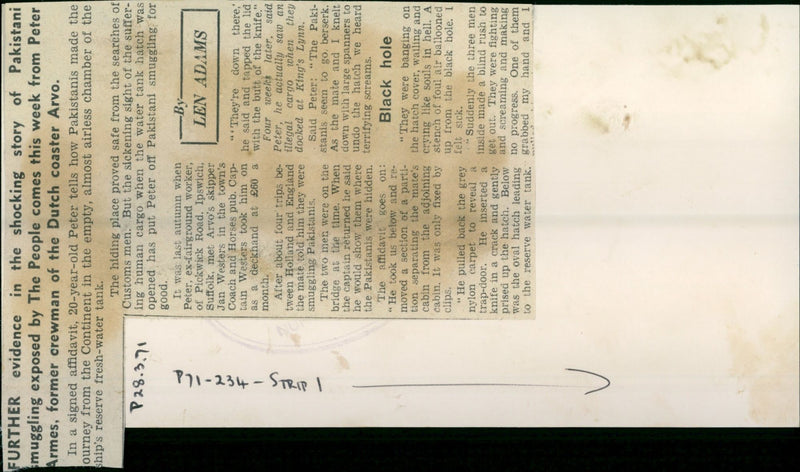 FURTHER evidence in the shocking story of Pakistani
smuggling exposed by The People comes this week from Peter
Armes, former crewman of the Dutch coaster Arvo.
In a signed affidavit, 20-year-old Peter tells how Pakistanis made the
journey from the Continent in the empty, almost airless chamber of the
ship's reserve fresh-water tank.
The hiding place proved safe from the searches of
Customs men. But the sickening sight of the suffer-
ing human cargo when the water tank hatch was
opened has put Peter off Pakistani smuggling for
good.
By
LEN ADAMS
It was last autumn when
Peter, ex-fairground worker,
of Pickwick Road, Ipswich,
Suffolk, met Arvo's skipper
Jan Westers in the town's
Coach and Horses pub. Cap-
tain Westers took him on
as a deckhand at £60 a
month.
After about four trips be-
tween Holland and England
the mate told him they were
smuggling Pakistanis.
The two men were on the
bridge at the time. When
the captain returned he said
he would show them where
the Pakistanis were hidden.
The affidavit goes on:
"He took me below and re-
moved a section of a parti-
tion separating the mate's
cabin from the adjoining
cabin. It was only fixed by
clips.
"He pulled back the grey
nylon carpet to reveal a
trap-door. He inserted a
knife in a crack and gently
prised up the hatch. Below
was the oval hatch leading
to the reserve water tank.
"'They're down there,'
he said and tapped the lid
with the butt of the knife."
Four weeks later, said
Peter, he actually saw an
illegal cargo when they
docked at King's Lynn.
Said Peter: "The Paki-
stanis seemed to go berserk.
As the mate and I knelt
down with large spanners to
undo the hatch we heard
terrifying screams.
Black hole
"They were banging on
the hatch cover, wailing and
crying like souls in hell. A
stench of foul air ballooned
up from the black hole. I
felt sick.
"Suddenly the three men
inside made a blind rush to
get out. They were fighting
and screaming and making
no progress. One of them
grabbed my hand and I
P28.3.71
P71-234 - STRIP 1